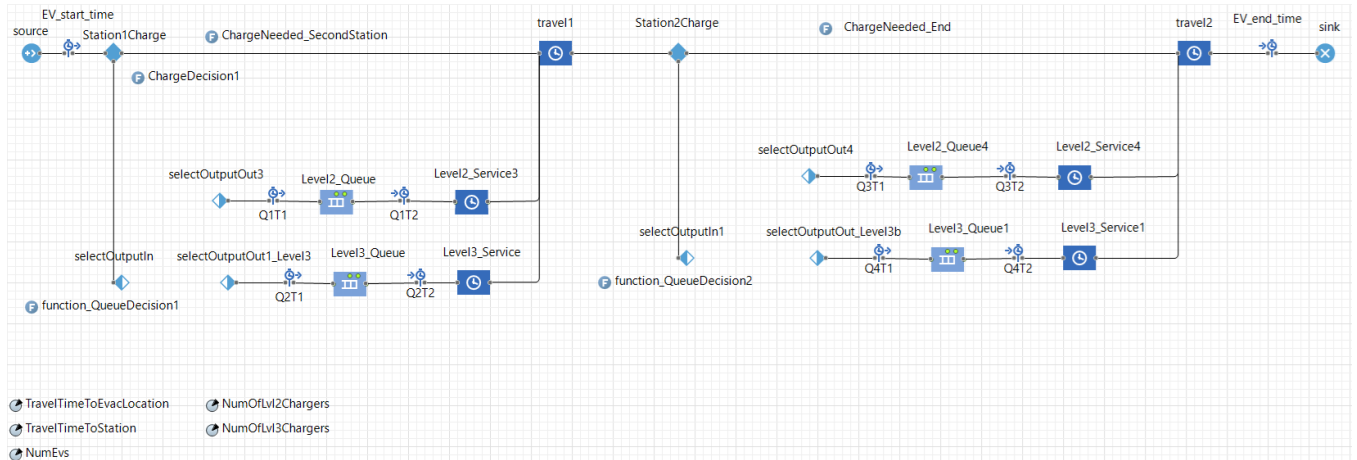 EV_start_time
source
Station1Charge
F ChargeNeeded_SecondStation
travel1
Station2Charge
F ChargeNeeded_End
travel2
EV_end_time
sink
F ChargeDecision1
selectOutputOut3
Level2_Queue
Level2_Service3
Q1T1
Q1T2
selectOutputOut4
Level2_Queue4
Level2_Service4
Q3T1
Q3T2
selectOutputIn
selectOutputOut1_Level3
Level3_Queue
Level3_Service
Q2T1
Q2T2
F function_QueueDecision1
selectOutputIn1
selectOutputOut_Level3b
Level3_Queue1
Level3_Service1
Q4T1
Q4T2
F function_QueueDecision2
TravelTimeToEvacLocation
NumOfLvl2Chargers
TravelTimeToStation
NumOfLvl3Chargers
NumEvs